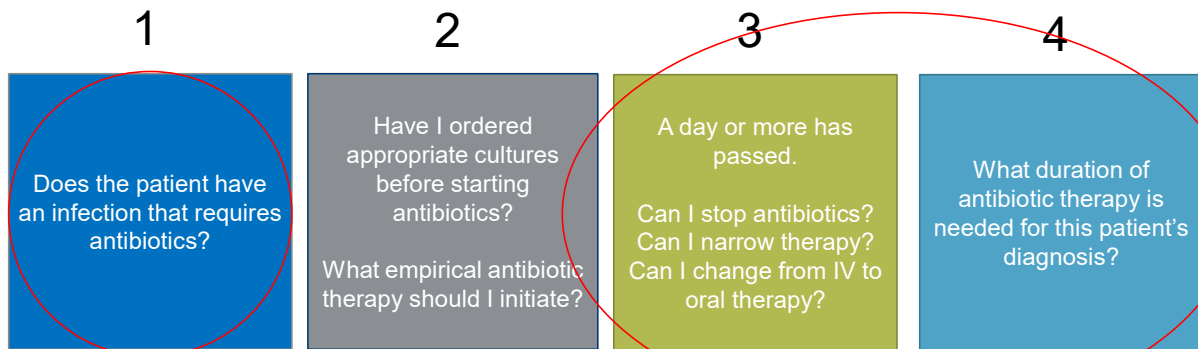 1
2
3
4
Does the patient have
an infection that requires
antibiotics?
Have I ordered
appropriate cultures
before starting
antibiotics?
What empirical antibiotic
therapy should I initiate?
A day or more has
passed.
Can I stop antibiotics?
Can I narrow therapy?
Can I change from IV to
oral therapy?
What duration of
antibiotic therapy is
needed for this patient’s
diagnosis?